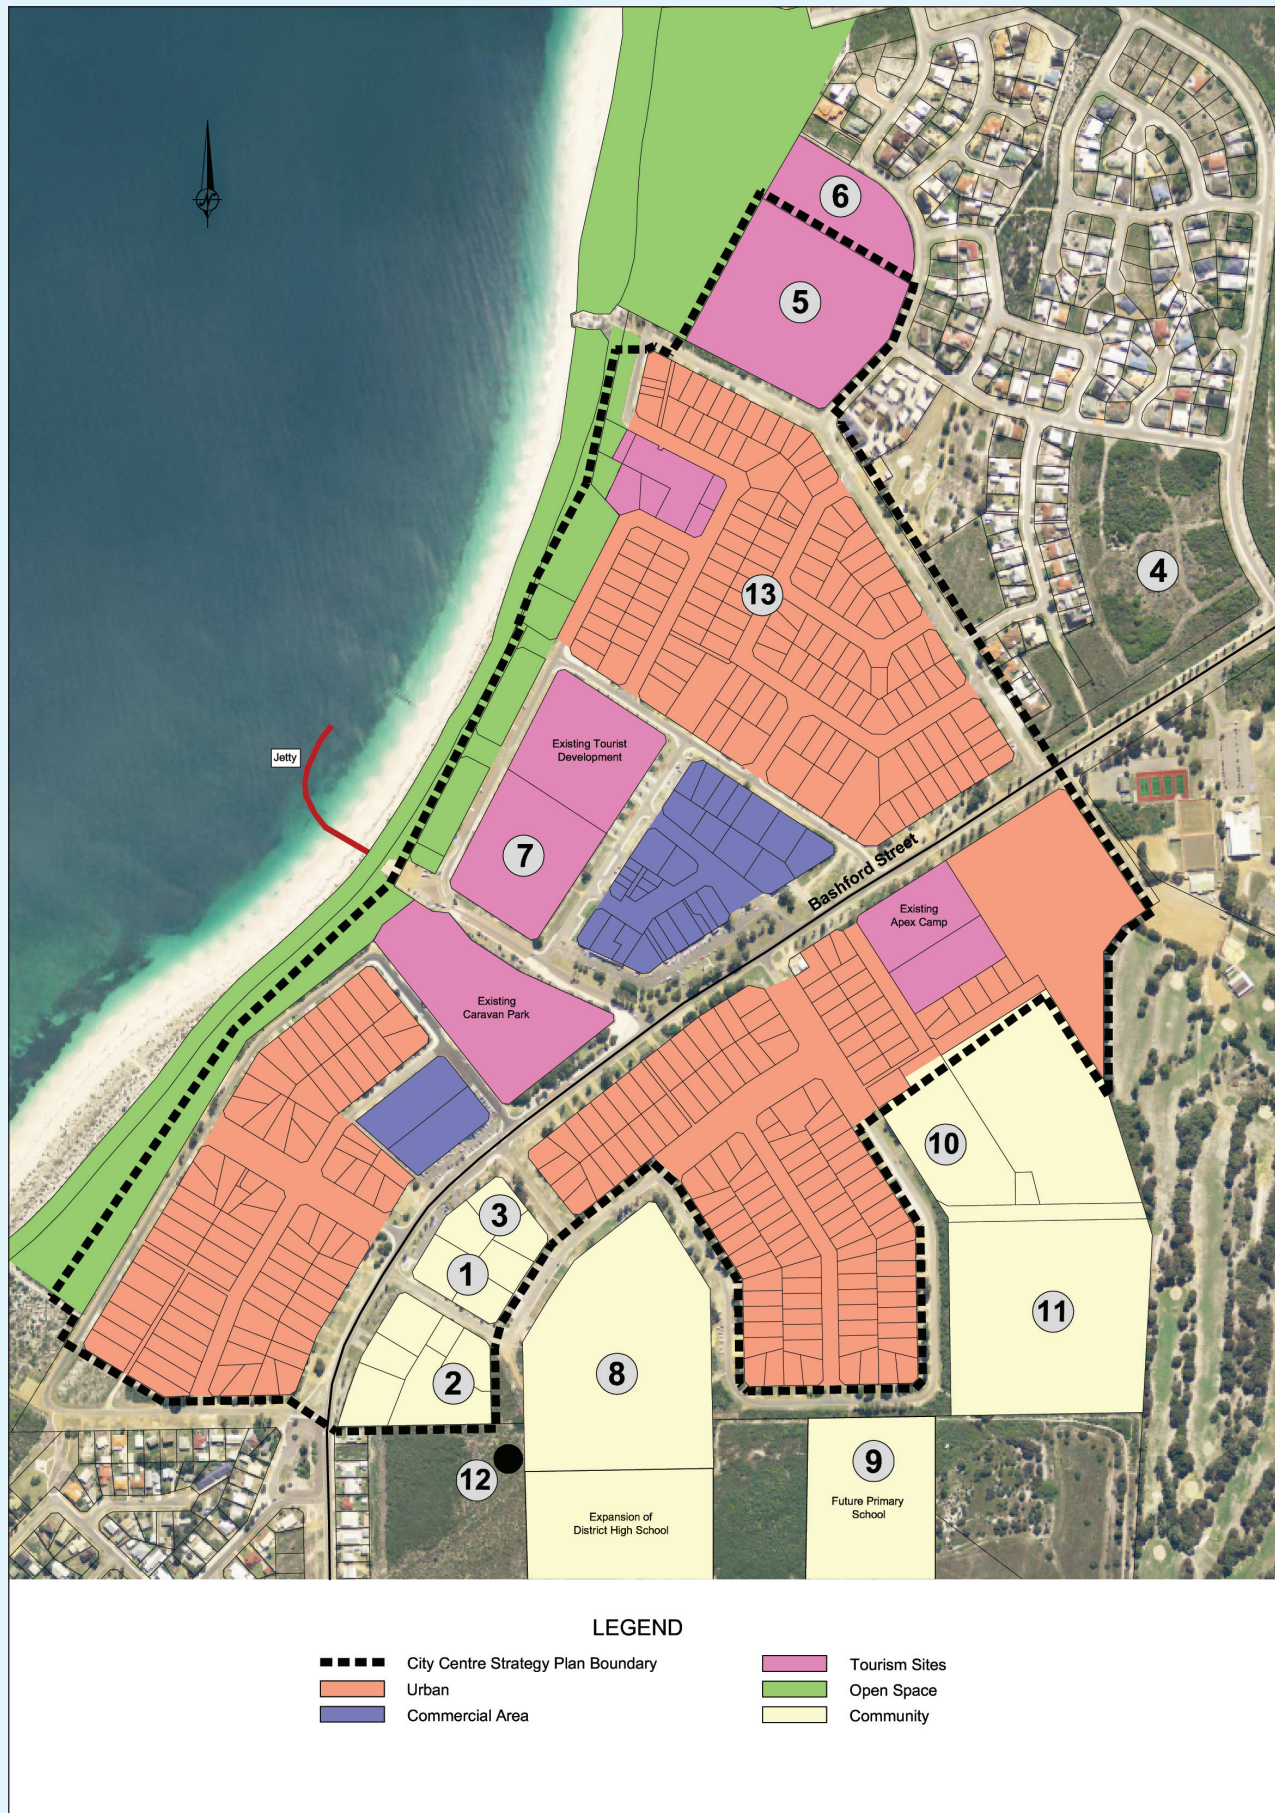 N
6
5
4
13
Jetty
Existing Tourist
Development
7
Bashford Street
Existing
Apex Camp
Existing
Caravan Park
10
3
1
11
2
8
12
9
Future Primary
School
Expansion of
District High School
LEGEND
City Centre Strategy Plan Boundary
Urban
Commercial Area
Tourism Sites
Open Space
Community